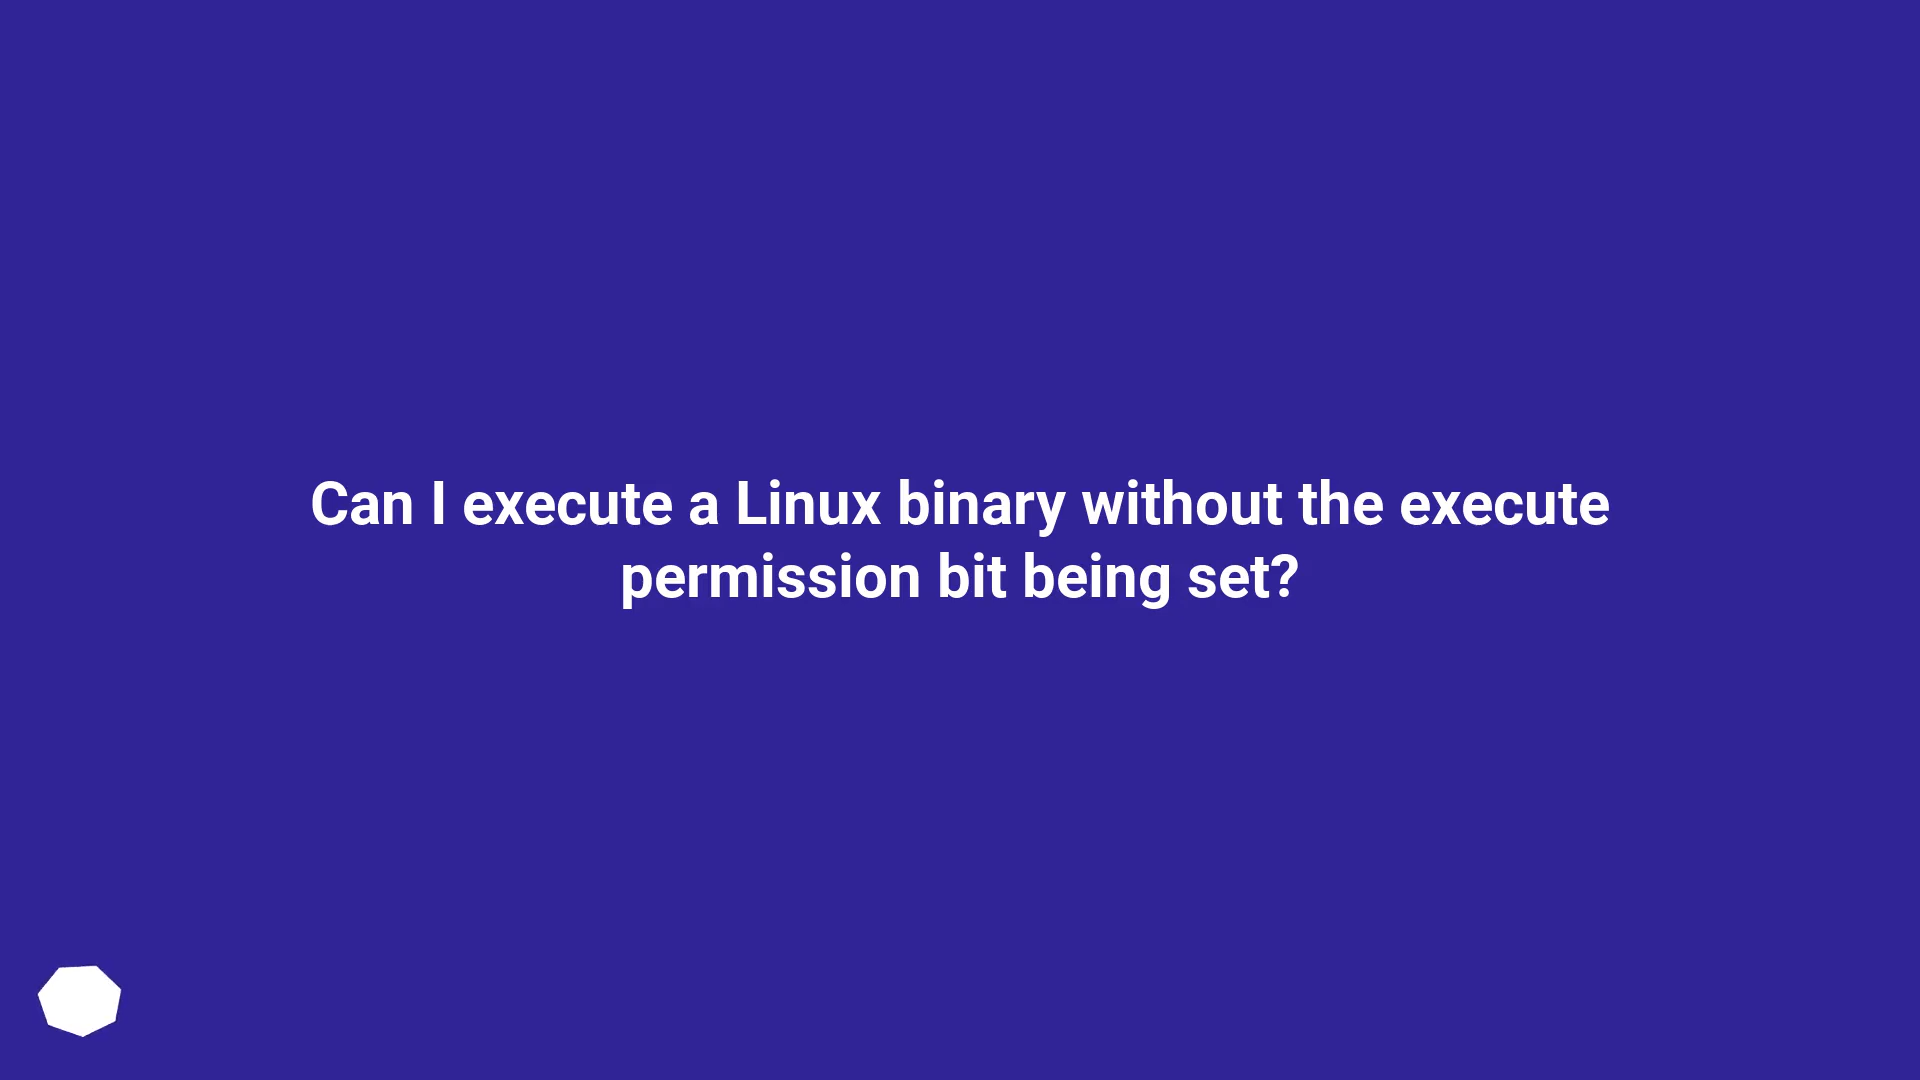 Can I execute a Linux binary without the execute
permission bit being set?